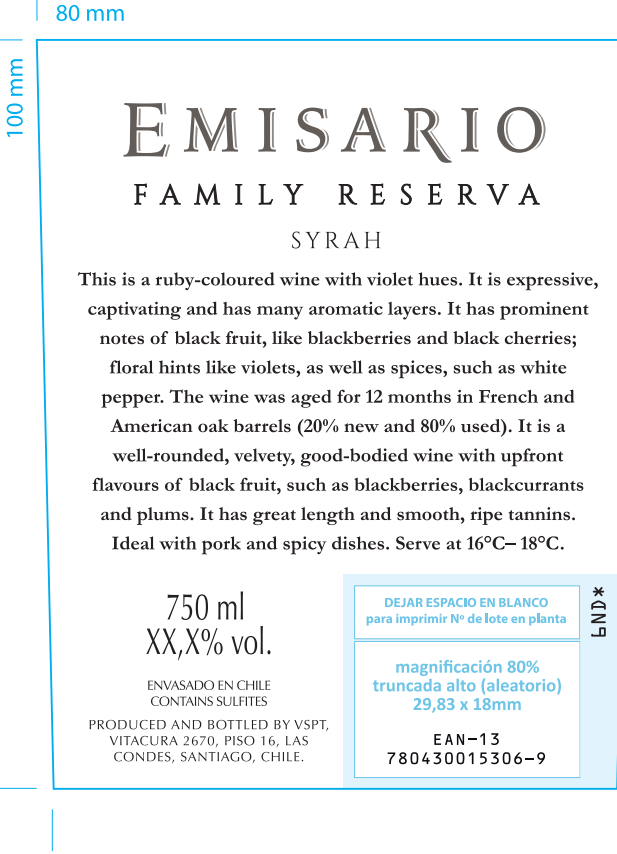 80 mm
100 mm
EMISARIO
FAMILY RESERVA
SYRAH
This is a ruby-coloured wine with violet hues. It is expressive,
captivating and has many aromatic layers. It has prominent
notes of black fruit, like blackberries and black cherries;
floral hints like violets, as well as spices, such as white
pepper. The wine was aged for 12 months in French and
American oak barrels (20% new and 80% used). It is a
well-rounded, velvety, good-bodied wine with upfront
flavours of black fruit, such as blackberries, blackcurrants
and plums. It has great length and smooth, ripe tannins.
Ideal with pork and spicy dishes. Serve at 16°C–18°C.
750 ml
XX,X% vol.
ENVASADO EN CHILE
CONTAINS SULFITES
PRODUCED AND BOTTLED BY VSPT,
VITACURA 2670, PISO 16, LAS
CONDES, SANTIAGO, CHILE.
DEJAR ESPACIO EN BLANCO
para imprimir Nº de lote en planta
magnificación 80%
truncada alto (aleatorio)
29,83 x 18mm
EAN-13
780430015306-9